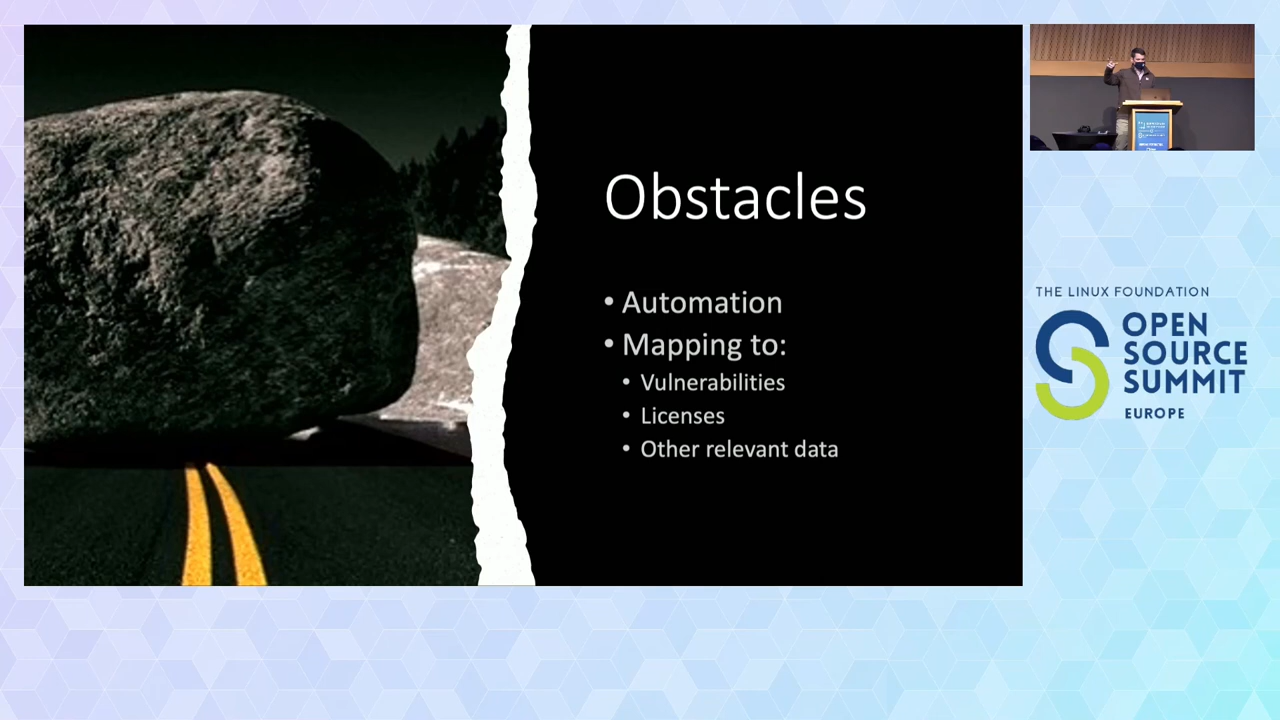 Obstacles
• Automation
• Mapping to:
• Vulnerabilities
• Licenses
• Other relevant data
THE LINUX FOUNDATION
OPEN
SOURCE
SUMMIT
EUROPE